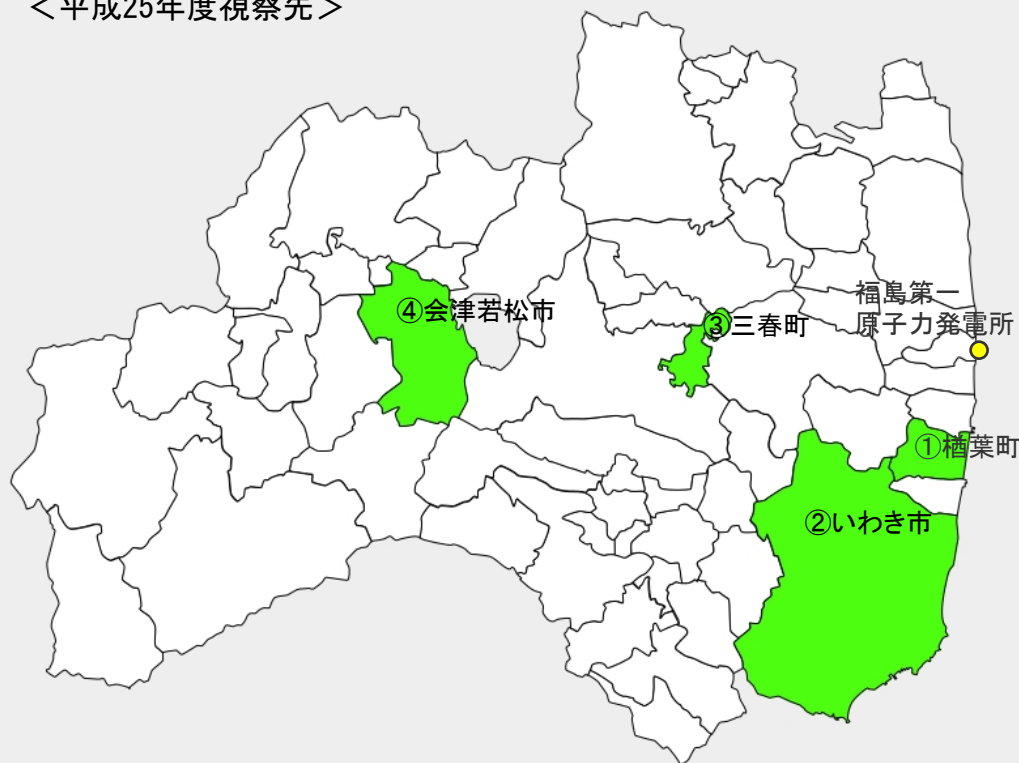 <平成25年度視察先>
④会津若松市
③三春町
福島第一
原子力発電所
①楢葉町
②いわき市